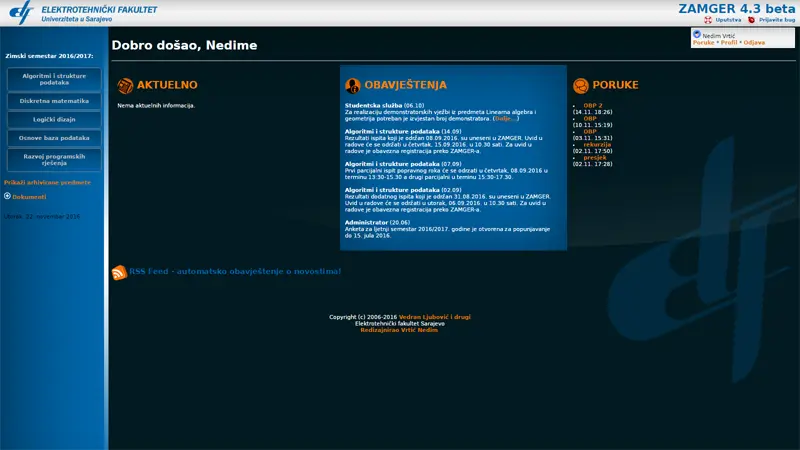 ELEKTROTEHNIČKI FAKULTET
Univerziteta u Sarajevu
ZAMGER 4.3 beta
Uputstva
Prijavite bug
Nedim Vrtić
Poruke * Profil * Odjava
Zimski semestar 2016/2017:
Algoritmi i strukture
podataka
Diskretna matematika
Logički dizajn
Osnove baza podataka
Razvoj programskih
rješenja
Prikaži arhivirane predmete
Dokumenti
Dobro došao, Nedime
AKTUELNO
Nema aktuelnih informacija.
OBAVJEŠTENJA
Studentska služba (06.10)
Za realizaciju demonstratorskih vježbi iz predmeta Linearna algebra i
geometrija potreban je izvjestan broj demonstratora. (Dalje...)
Algoritmi i strukture podataka (14.09)
Rezultati ispita koji je održan 08.09.2016. su uneseni u ZAMGER. Uvid u
radove će se održati u četvrtak, 15.09.2016. u 10.30 sati. Za uvid u
radove je obavezna registracija preko ZAMGER-a.
Algoritmi i strukture podataka (07.09)
Prvi parcijalni ispit popravnog roka će se održati u četvrtak, 08.09.2016 u
terminu 13:30-15.30 a drugi parcijalni u terminu 15:30-17.30.
Algoritmi i strukture podataka (02.09)
Rezultati dodatnog ispita koji je održan 31.08.2016. su uneseni u ZAMGER.
Uvid u radove će se održati u utorak, 06.09.2016. u 10.30 sati. Za uvid u
radove je obavezna registracija preko ZAMGER-a.
Administrator (20.06)
Anketa za ljetnji semestar 2016/2017. godine je otvorena za popunjavanje
do 15. jula 2016.
PORUKE
OBP 2
(14.11. 18:26)
OBP
(10.11. 15:19)
OBP
(03.11. 15:31)
rekurzija
(02.11. 17:50)
presjek
(02.11. 17:28)
RSS Feed - automatsko obavještenje o novostima!
Copyright (c) 2006-2016 Vedran Ljubović i drugi
Elektrotehnički fakultet Sarajevo
Redizajnirao Vrtić Nedim